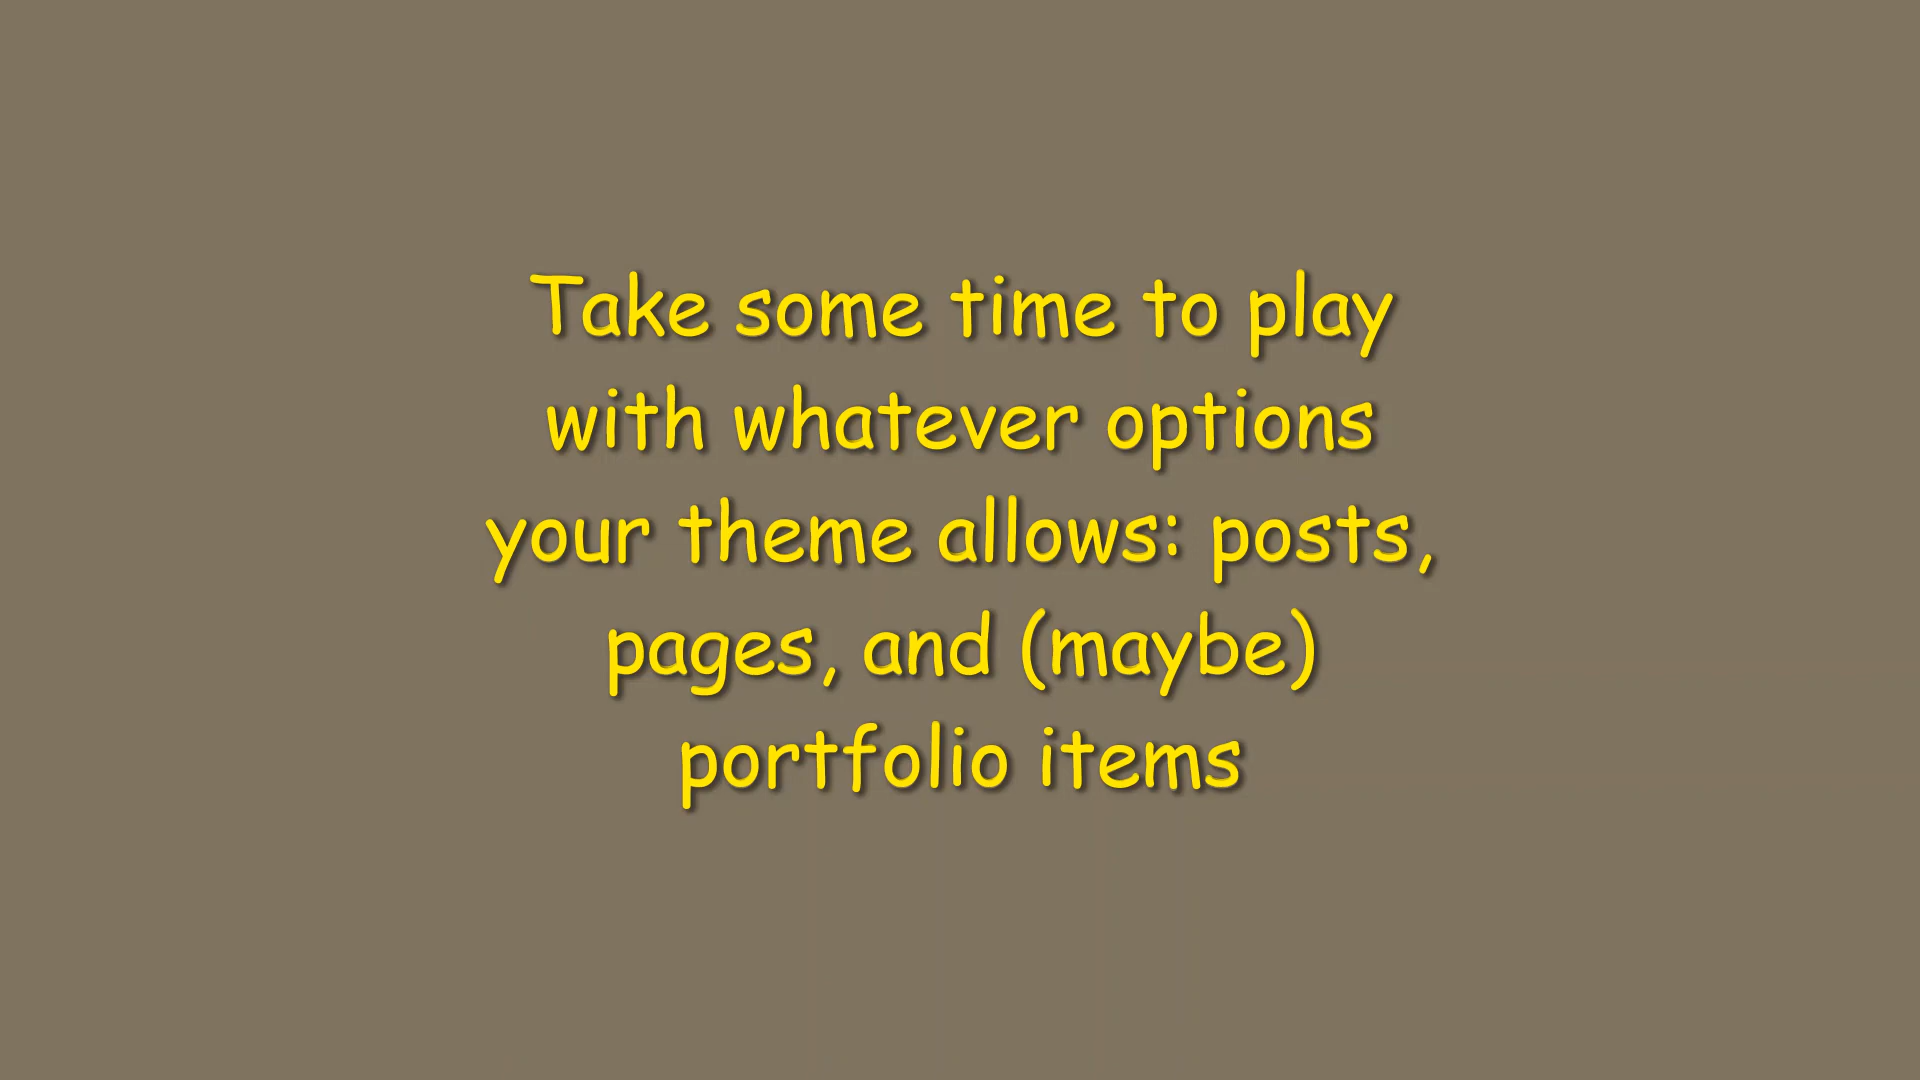 Take some time to play
with whatever options
your theme allows: posts,
pages, and (maybe)
portfolio items